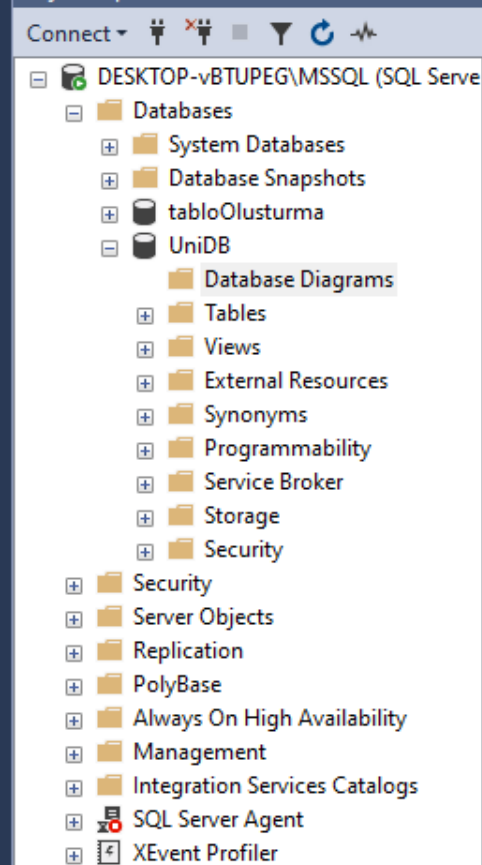 Connect
DESKTOP-vBTUPEG\MSSQL (SQL Serve
Databases
System Databases
Database Snapshots
tabloOlusturma
UniDB
Database Diagrams
Tables
Views
External Resources
Synonyms
Programmability
Service Broker
Storage
Security
Security
Server Objects
Replication
PolyBase
Always On High Availability
Management
Integration Services Catalogs
SQL Server Agent
XEvent Profiler